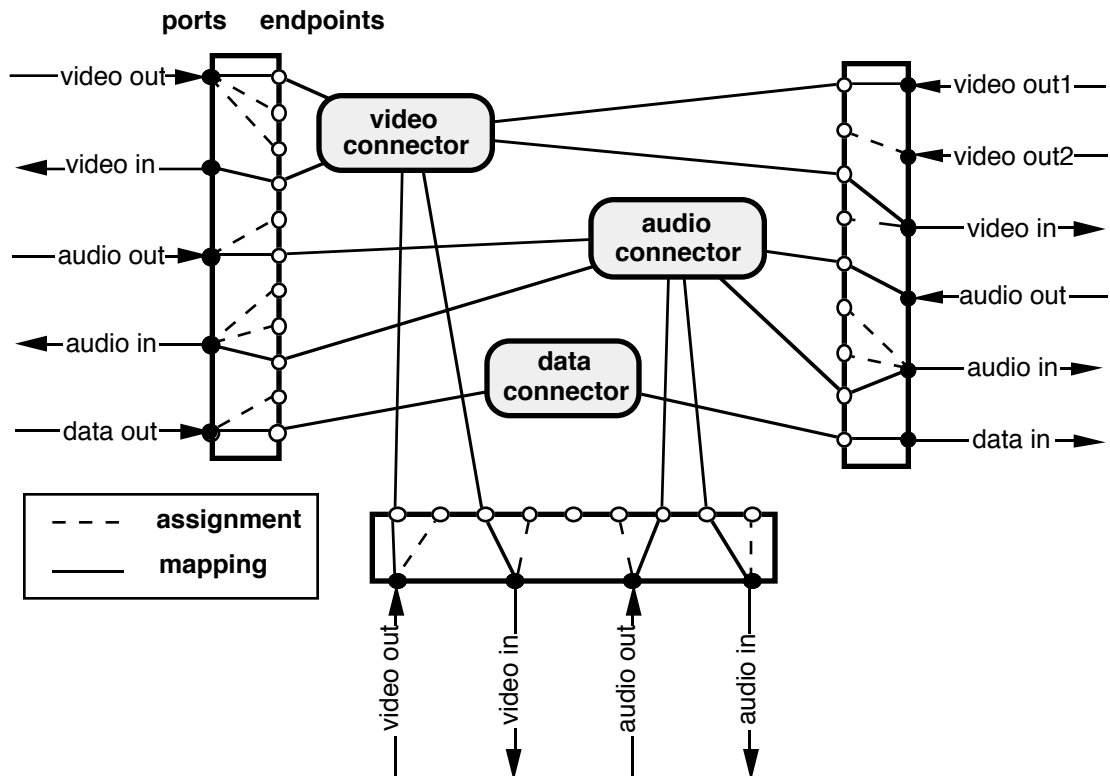 ports endpoints
video out
video in
audio out
audio in
data out
video
connector
audio
connector
data
connector
video out1
video out2
video in
audio out
audio in
data in
assignment
mapping
video out
video in
audio out
audio in